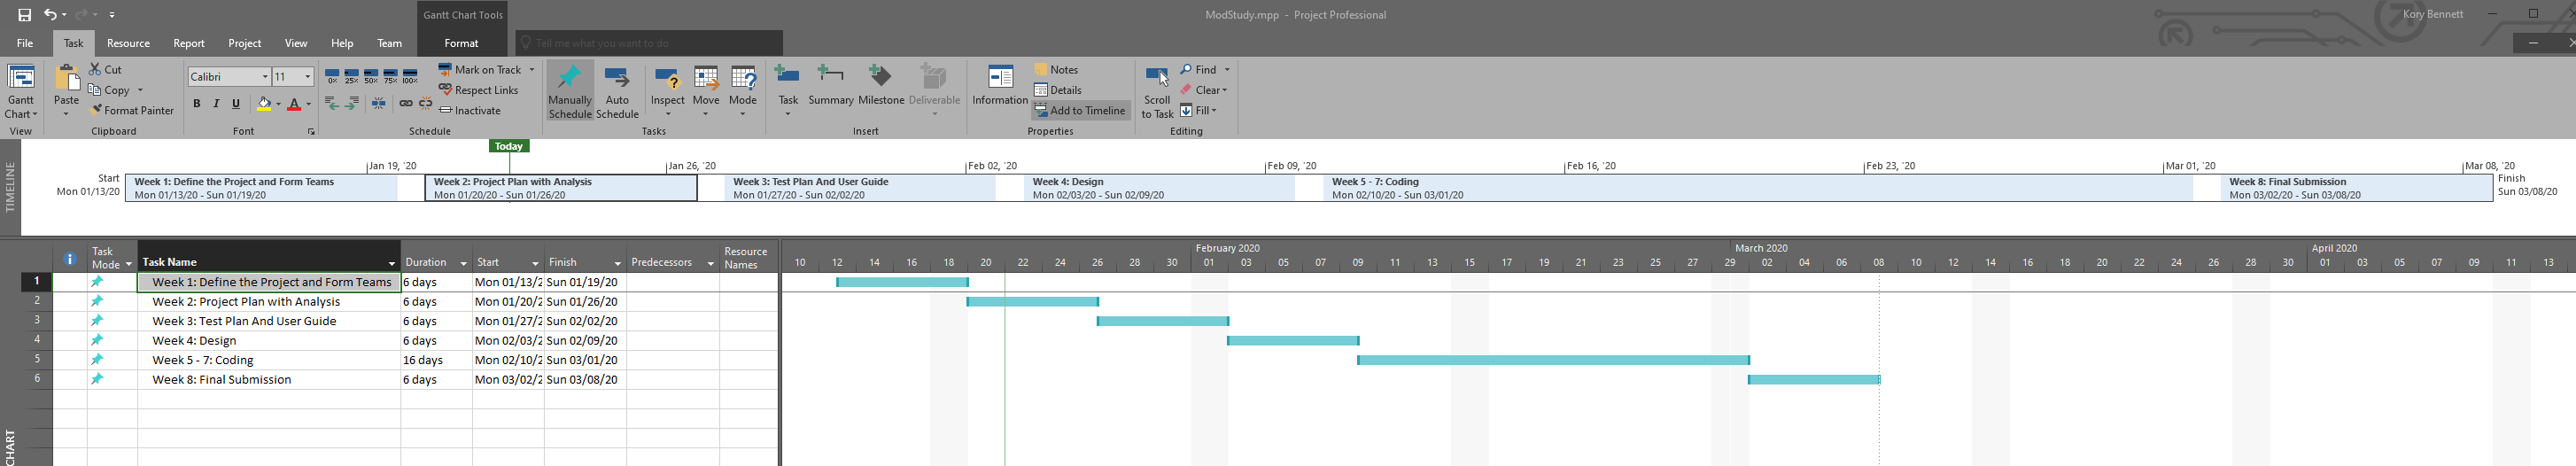 Gantt Chart Tools
ModStudy.mpp - Project Professional
Kory Bennett
File Task Resource Report Project View Help Team Format Tell me what you want to do
Gantt Chart
View
Paste
Cut
Copy
Format Painter
Clipboard
Calibri 11
B I U A
Font
0% 25% 50% 75% 100%
Mark on Track
Respect Links
Inactivate
Schedule
Manually Schedule
Auto Schedule
Inspect
Move
Mode
Tasks
Task
Summary
Milestone
Deliverable
Insert
Information
Notes
Details
Add to Timeline
Properties
Scroll to Task
Find
Clear
Fill
Editing
TIMELINE
Today
Jan 19, '20 Jan 26, '20 Feb 02, '20 Feb 09, '20 Feb 16, '20 Feb 23, '20 Mar 01, '20 Mar 08, '20
Start
Mon 01/13/20
Week 1: Define the Project and Form Teams
Mon 01/13/20 - Sun 01/19/20
Week 2: Project Plan with Analysis
Mon 01/20/20 - Sun 01/26/20
Week 3: Test Plan And User Guide
Mon 01/27/20 - Sun 02/02/20
Week 4: Design
Mon 02/03/20 - Sun 02/09/20
Week 5 - 7: Coding
Mon 02/10/20 - Sun 03/01/20
Week 8: Final Submission
Mon 03/02/20 - Sun 03/08/20
Finish
Sun 03/08/20
Task Mode Task Name Duration Start Finish Predecessors Resource Names
February 2020 March 2020 April 2020
10 12 14 16 18 20 22 24 26 28 30 01 03 05 07 09 11 13 15 17 19 21 23 25 27 29 02 04 06 08 10 12 14 16 18 20 22 24 26 28 30 01 03 05 07 09 11 13
1 Week 1: Define the Project and Form Teams 6 days Mon 01/13/2 Sun 01/19/20
2 Week 2: Project Plan with Analysis 6 days Mon 01/20/2 Sun 01/26/20
3 Week 3: Test Plan And User Guide 6 days Mon 01/27/2 Sun 02/02/20
4 Week 4: Design 6 days Mon 02/03/2 Sun 02/09/20
5 Week 5 - 7: Coding 16 days Mon 02/10/2 Sun 03/01/20
6 Week 8: Final Submission 6 days Mon 03/02/2 Sun 03/08/20
CHART